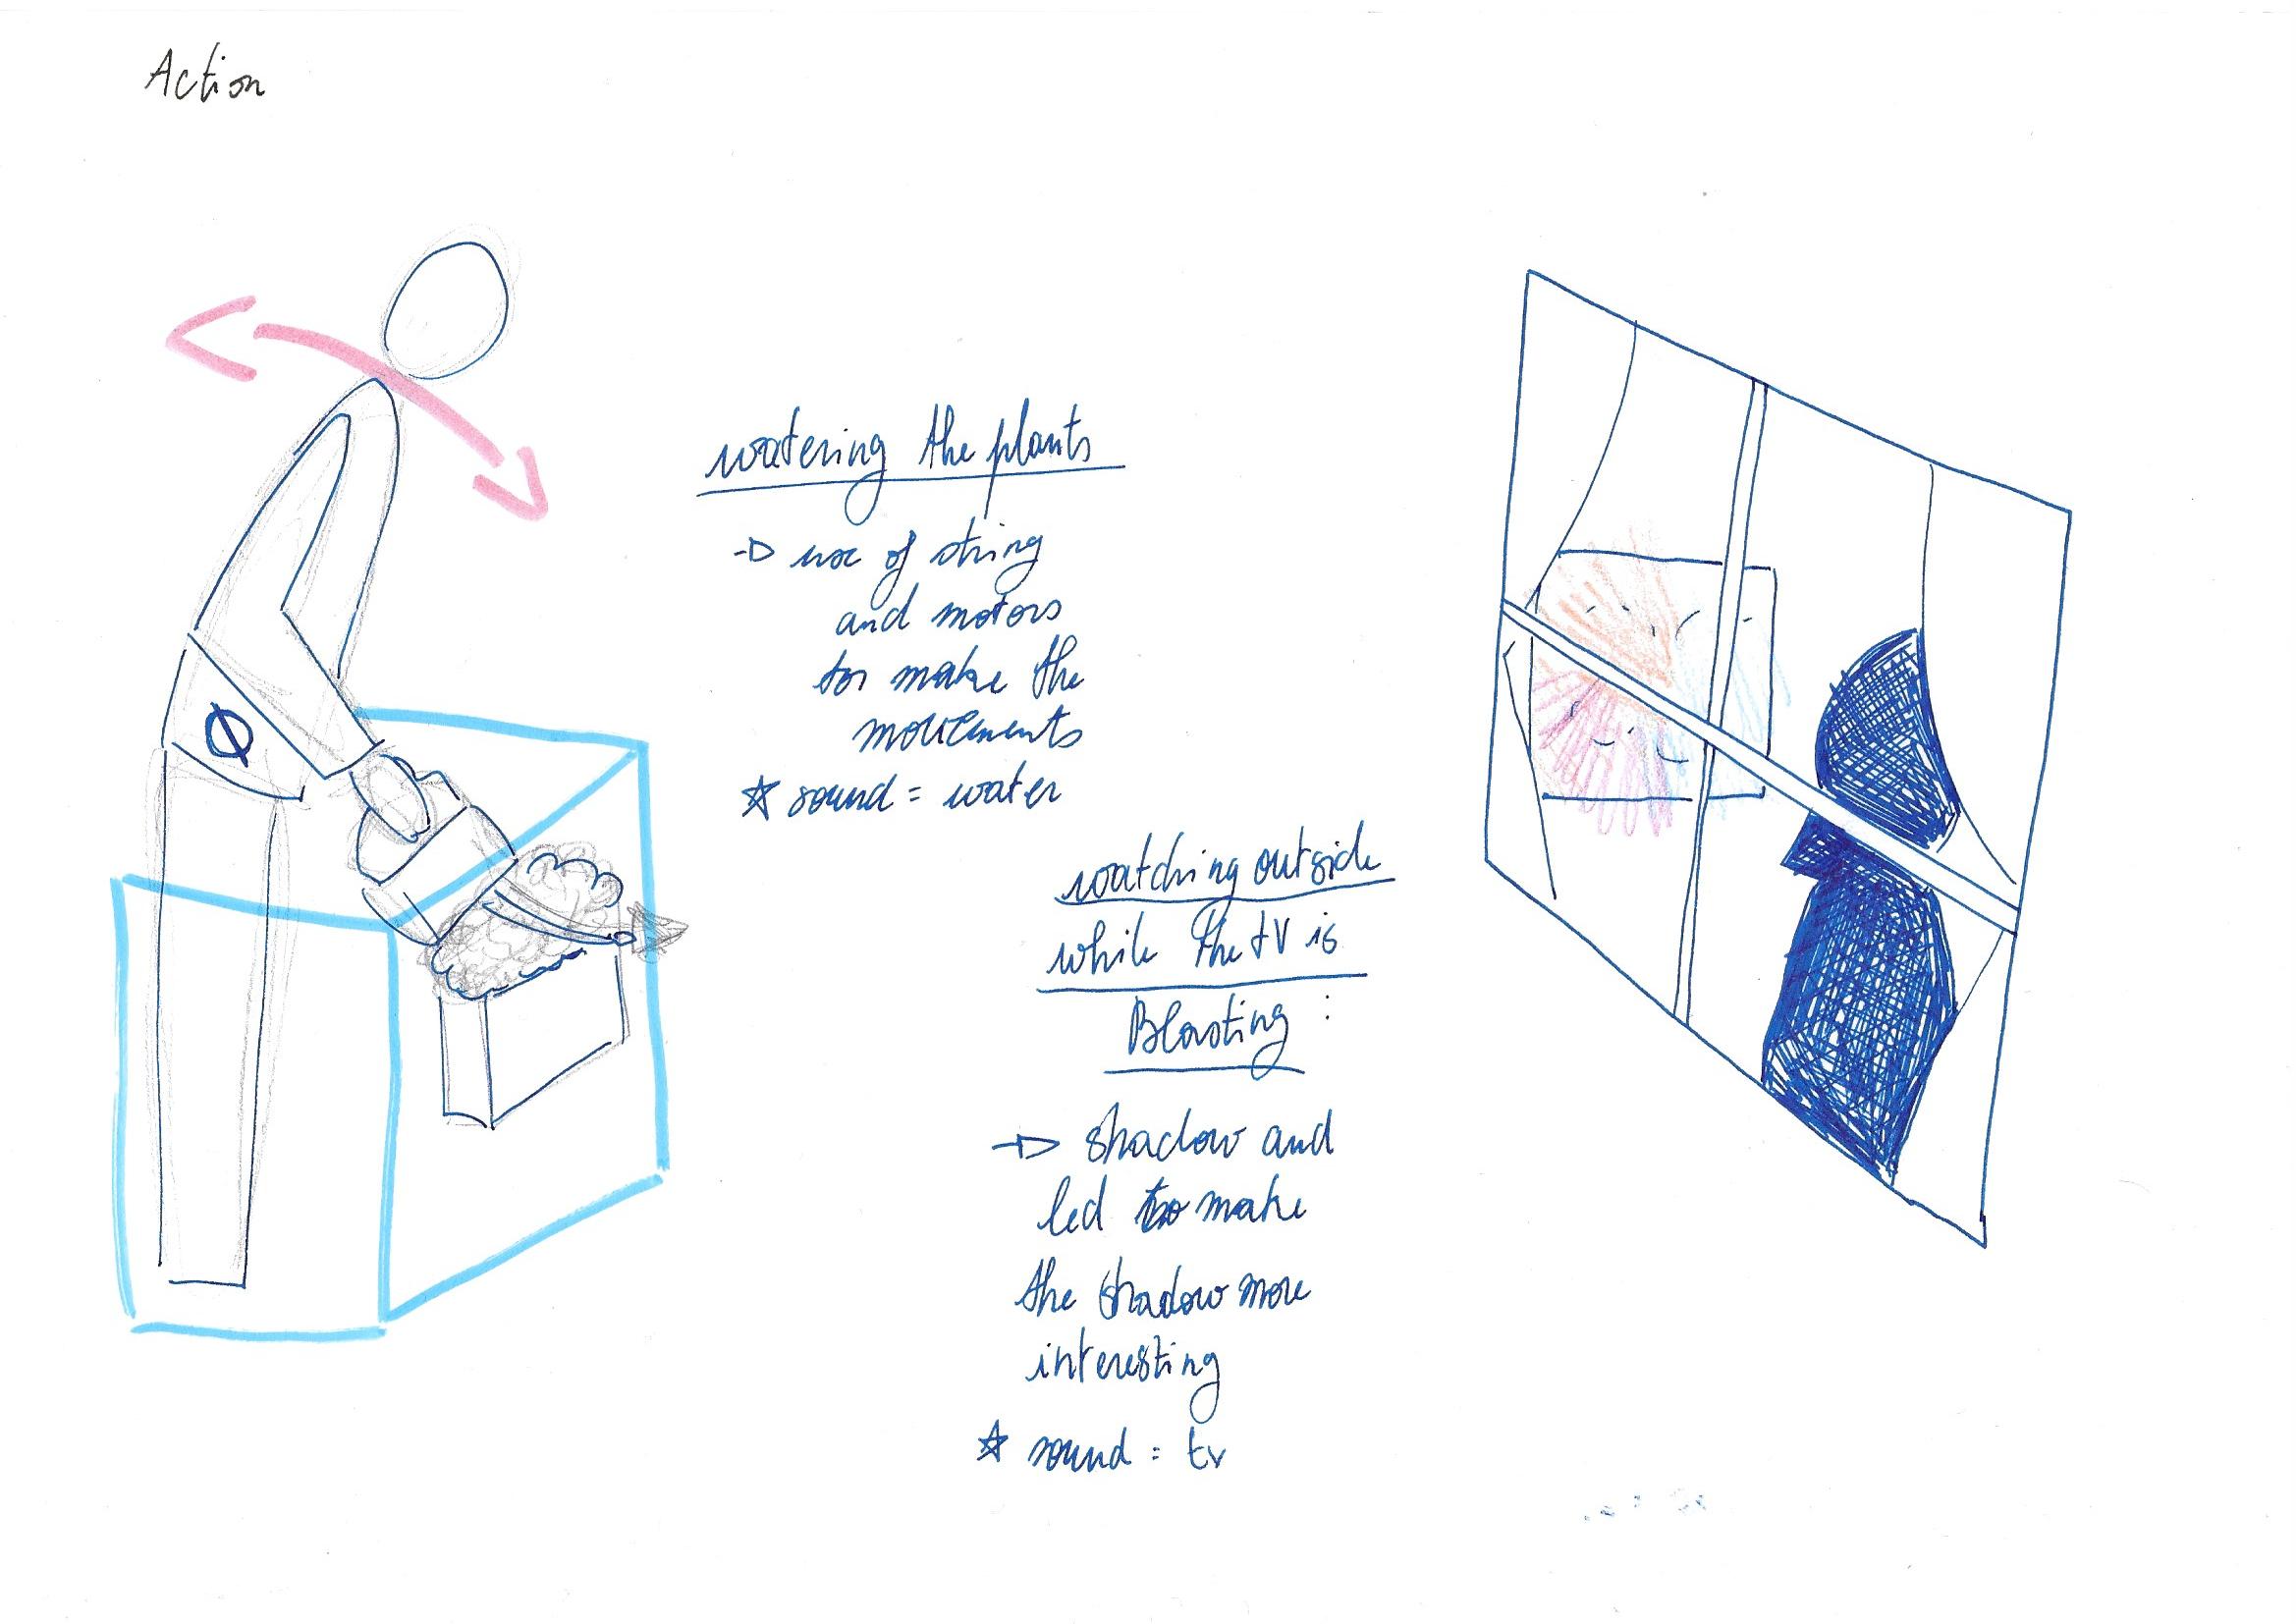 Action
watering the plants
→ use of string
and motors
to make the
movements
☆ sound = water
watching outside
while the tV is
Blasting :
→ shadow and
led to make
the shadow more
interesting
☆ sound = tv